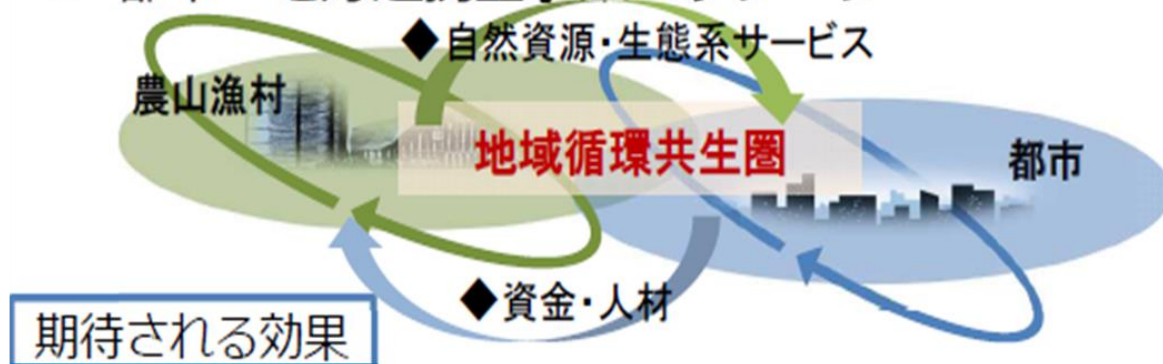 ◆自然資源・生態系サービス
農山漁村
地域循環共生圏
都市
◆資金・人材
期待される効果